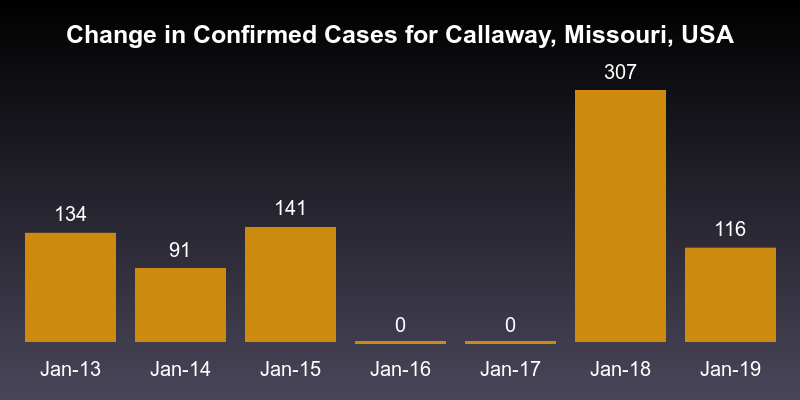 Change in Confirmed Cases for Callaway, Missouri, USA
307
134
91
141
0
0
116
Jan-13
Jan-14
Jan-15
Jan-16
Jan-17
Jan-18
Jan-19